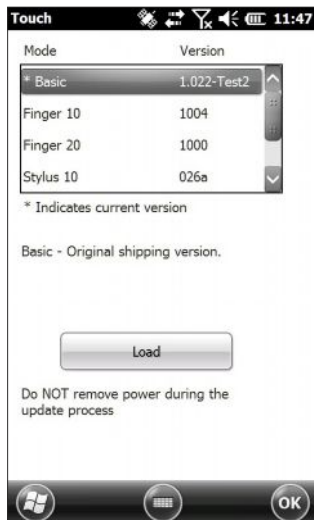 Touch 11:47
Mode Version
* Basic 1.022-Test2
Finger 10 1004
Finger 20 1000
Stylus 10 026a
* Indicates current version
Basic - Original shipping version.
Load
Do NOT remove power during the
update process
OK